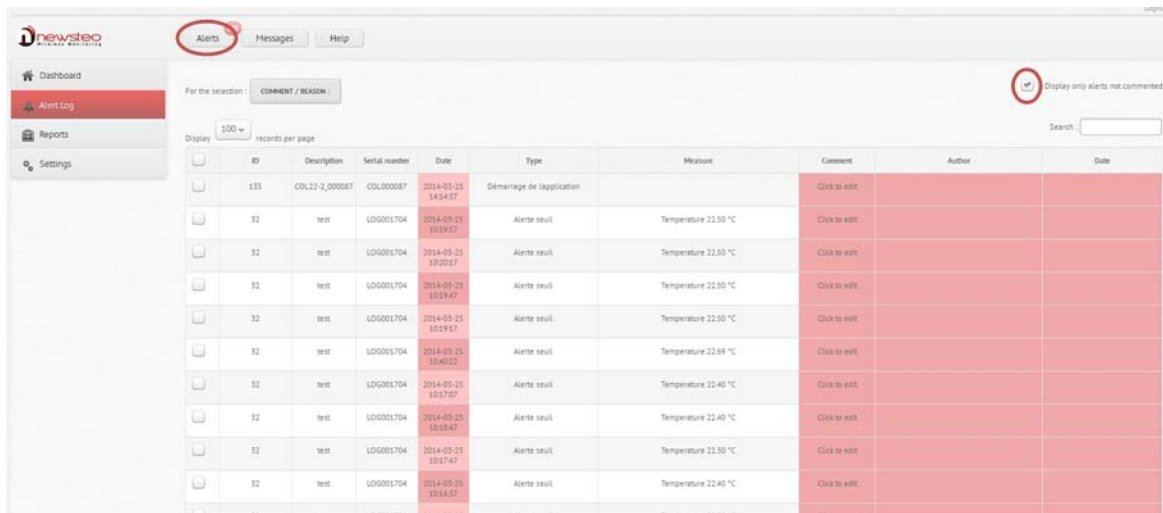 newsteo
Wireless Monitoring
Alerts Messages Help
Dashboard
Alert Log
Reports
Settings
For the selection : COMMENT / REASON :
Display only alerts not commented
Display 100 records per page
Search :
ID Description Serial number Date Type Measure Comment Author Date
135 COL22-2_000087 COL000087 2014-03-25 14:14:37 Démarrage de l'application Click to edit
32 test LOG001704 2014-03-25 10:19:57 Alerte seuil Temperature 22.50 °C Click to edit
32 test LOG001704 2014-03-25 10:20:17 Alerte seuil Temperature 22.50 °C Click to edit
32 test LOG001704 2014-03-25 10:19:47 Alerte seuil Temperature 22.50 °C Click to edit
32 test LOG001704 2014-03-25 10:19:17 Alerte seuil Temperature 22.50 °C Click to edit
32 test LOG001704 2014-03-25 10:40:22 Alerte seuil Temperature 22.69 °C Click to edit
32 test LOG001704 2014-03-25 10:17:07 Alerte seuil Temperature 22.40 °C Click to edit
32 test LOG001704 2014-03-25 10:18:47 Alerte seuil Temperature 22.40 °C Click to edit
32 test LOG001704 2014-03-25 10:17:47 Alerte seuil Temperature 22.30 °C Click to edit
32 test LOG001704 2014-03-25 10:16:37 Alerte seuil Temperature 22.40 °C Click to edit